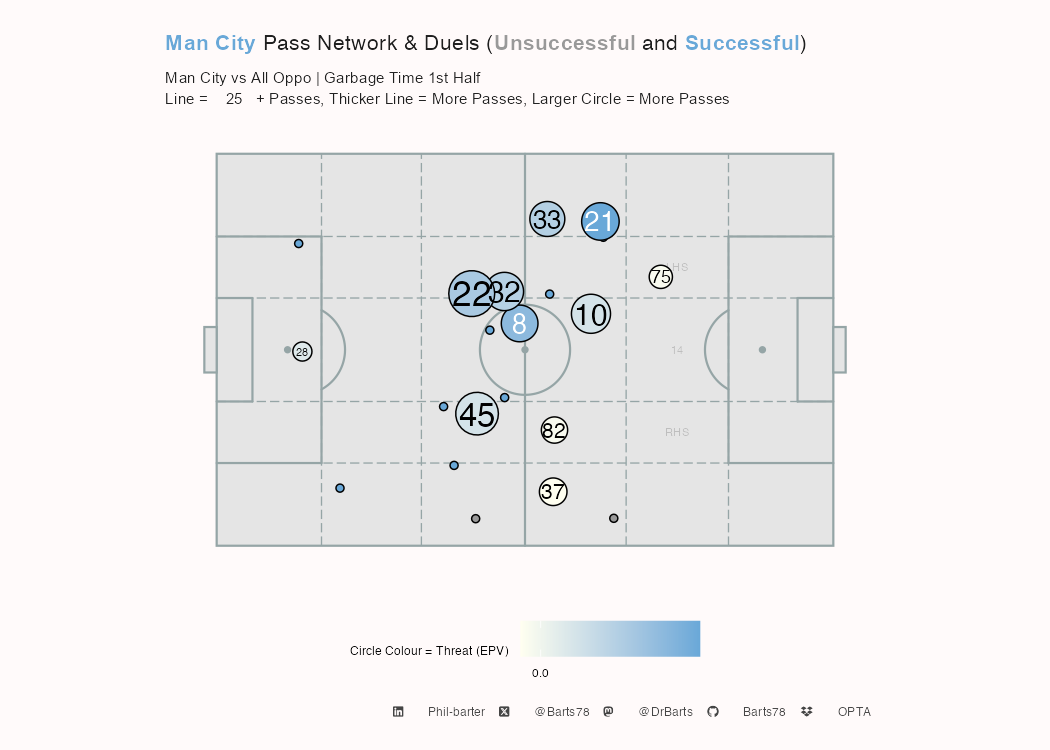 Man City Pass Network & Duels (Unsuccessful and Successful)
Man City vs All Oppo | Garbage Time 1st Half
Line = 25 + Passes, Thicker Line = More Passes, Larger Circle = More Passes
33
21
LHS
75
22
32
8
10
28
14
45
82
RHS
37
Circle Colour = Threat (EPV)
0.0
Phil-barter @Barts78 @DrBarts Barts78 OPTA